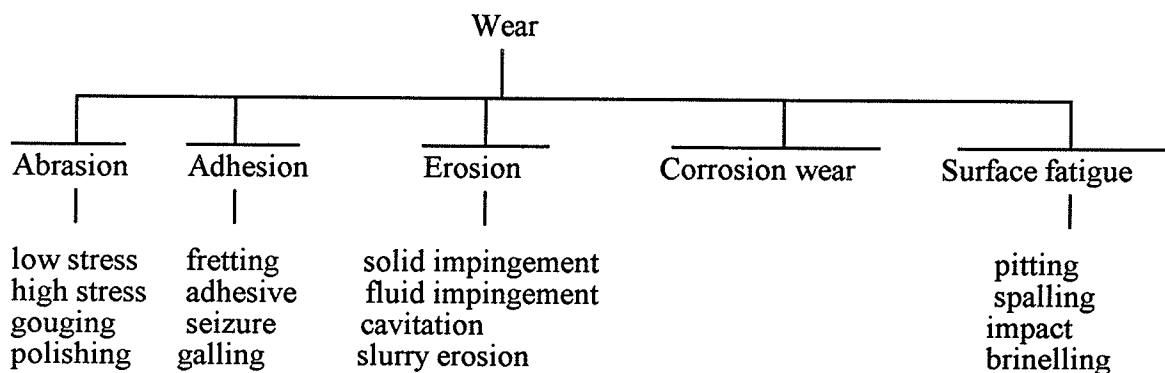 Wear
Abrasion
Adhesion
Erosion
Corrosion wear
Surface fatigue
low stress
high stress
gouging
polishing
fretting
adhesive
seizure
galling
solid impingement
fluid impingement
cavitation
slurry erosion
pitting
spalling
impact
brinelling